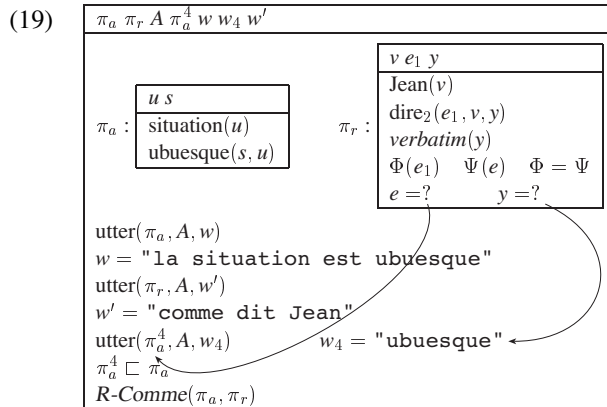 (19)
π_a π_r A π_a^4 w w_4 w'
π_a :
u s
situation(u)
ubuesque(s, u)
π_r :
v e_1 y
Jean(v)
dire_2(e_1, v, y)
verbatim(y)
Φ(e_1) Ψ(e) Φ = Ψ
e =? y =?
utter(π_a, A, w)
w = "la situation est ubuesque"
utter(π_r, A, w')
w' = "comme dit Jean"
utter(π_a^4, A, w_4) w_4 = "ubuesque"
π_a^4 ⊏ π_a
R-Comme(π_a, π_r)